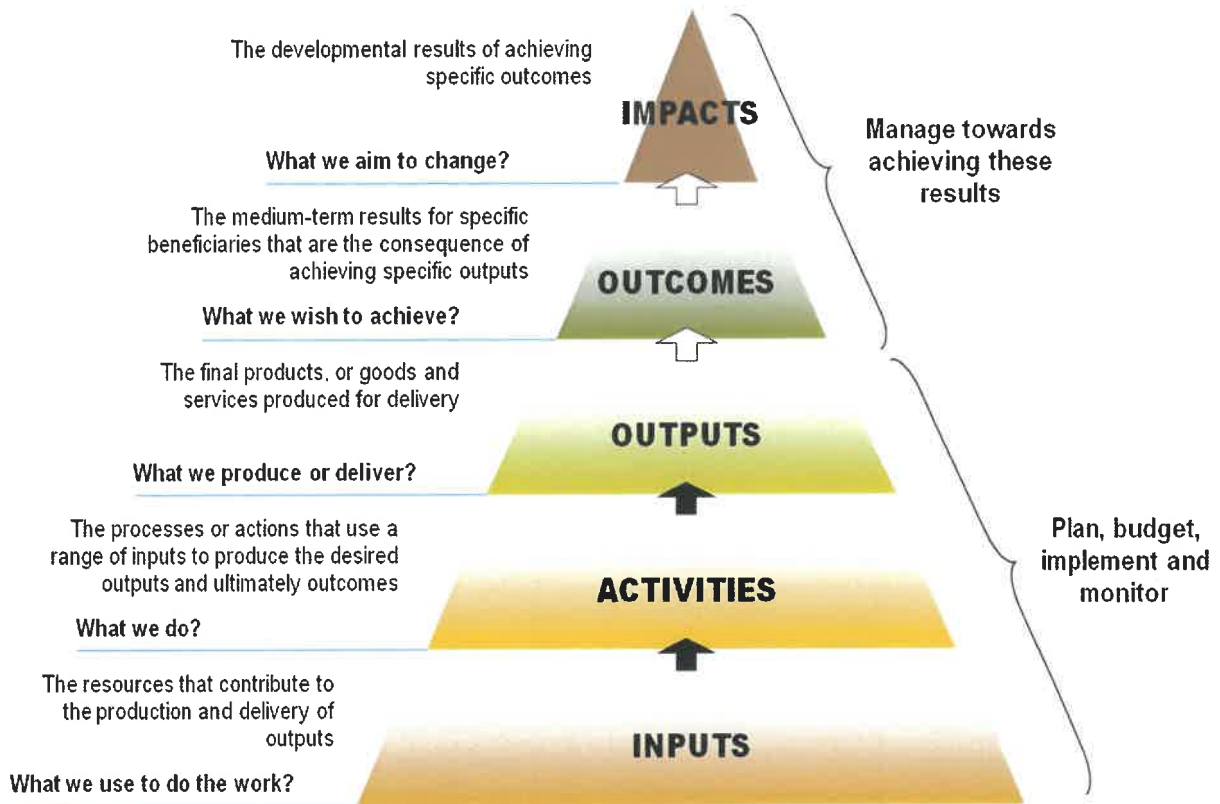 The developmental results of achieving
specific outcomes
IMPACTS
What we aim to change?
Manage towards
achieving these
results
The medium-term results for specific
beneficiaries that are the consequence of
achieving specific outputs
OUTCOMES
What we wish to achieve?
The final products, or goods and
services produced for delivery
OUTPUTS
What we produce or deliver?
The processes or actions that use a
range of inputs to produce the desired
outputs and ultimately outcomes
ACTIVITIES
What we do?
Plan, budget,
implement and
monitor
The resources that contribute to
the production and delivery of
outputs
INPUTS
What we use to do the work?